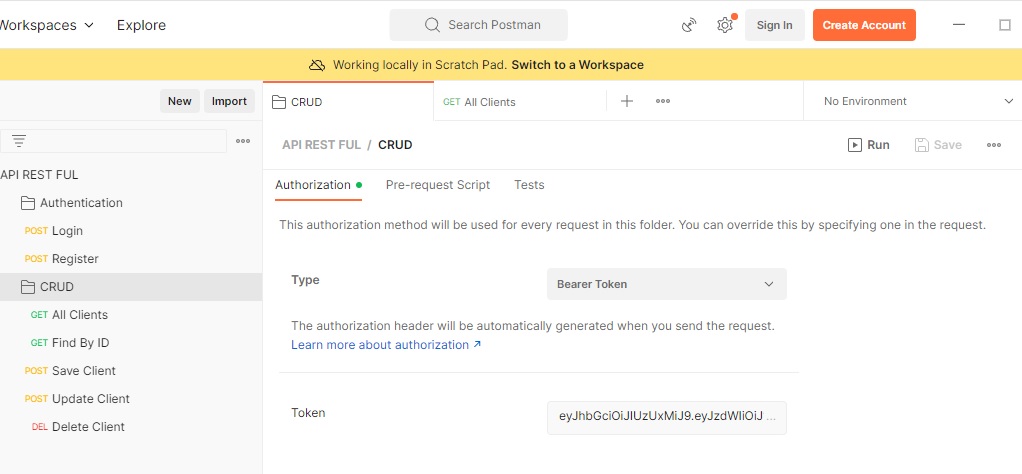 Workspaces Explore Search Postman Sign In Create Account
Working locally in Scratch Pad. Switch to a Workspace
New Import CRUD GET All Clients No Environment
API REST FUL / CRUD Run Save
API REST FUL
Authentication
POST Login
POST Register
CRUD
GET All Clients
GET Find By ID
POST Save Client
POST Update Client
DEL Delete Client
Authorization Pre-request Script Tests
This authorization method will be used for every request in this folder. You can override this by specifying one in the request.
Type Bearer Token
The authorization header will be automatically generated when you send the request.
Learn more about authorization ↗
Token eyJhbGciOiJIUzUxMiJ9.eyJzdWIiOiJ ...